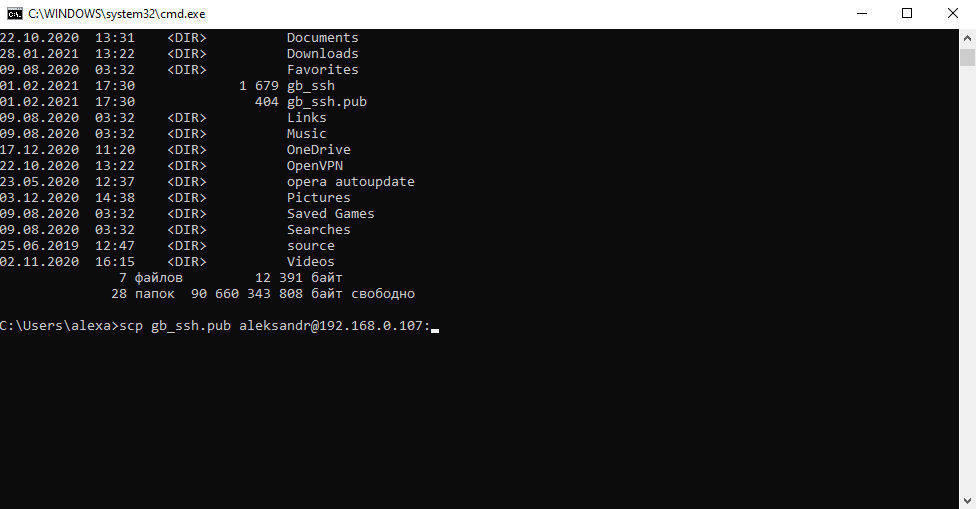 C:\WINDOWS\system32\cmd.exe
22.10.2020  13:31    <DIR>          Documents
28.01.2021  13:22    <DIR>          Downloads
09.08.2020  03:32    <DIR>          Favorites
01.02.2021  17:30             1 679 gb_ssh
01.02.2021  17:30               404 gb_ssh.pub
09.08.2020  03:32    <DIR>          Links
09.08.2020  03:32    <DIR>          Music
17.12.2020  11:20    <DIR>          OneDrive
22.10.2020  13:22    <DIR>          OpenVPN
23.05.2020  12:37    <DIR>          opera autoupdate
03.12.2020  14:38    <DIR>          Pictures
09.08.2020  03:32    <DIR>          Saved Games
09.08.2020  03:32    <DIR>          Searches
25.06.2019  12:47    <DIR>          source
02.11.2020  16:15    <DIR>          Videos
7 файлов         12 391 байт
28 папок  90 660 343 808 байт свободно
C:\Users\alexa>scp gb_ssh.pub aleksandr@192.168.0.107: